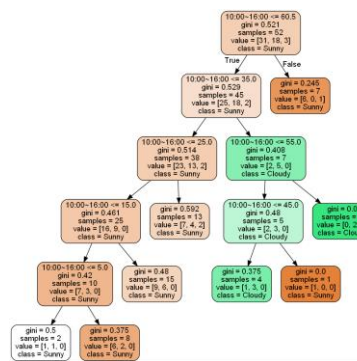 10:00~16:00 <= 60.5
gini = 0.521
samples = 52
value = [31, 18, 3]
class = Sunny
True
False
10:00~16:00 <= 35.0
gini = 0.529
samples = 45
value = [25, 18, 2]
class = Sunny
gini = 0.245
samples = 7
value = [6, 0, 1]
class = Sunny
10:00~16:00 <= 25.0
gini = 0.514
samples = 38
value = [23, 13, 2]
class = Sunny
10:00~16:00 <= 55.0
gini = 0.408
samples = 7
value = [2, 5, 0]
class = Cloudy
10:00~16:00 <= 15.0
gini = 0.461
samples = 25
value = [16, 9, 0]
class = Sunny
gini = 0.592
samples = 13
value = [7, 4, 2]
class = Sunny
10:00~16:00 <= 45.0
gini = 0.48
samples = 5
value = [2, 3, 0]
class = Cloudy
gini = 0.0
samples = 2
value = [0, 2
class = Cloudy
10:00~16:00 <= 5.0
gini = 0.42
samples = 10
value = [7, 3, 0]
class = Sunny
gini = 0.48
samples = 15
value = [9, 6, 0]
class = Sunny
gini = 0.375
samples = 4
value = [1, 3, 0]
class = Cloudy
gini = 0.0
samples = 1
value = [1, 0, 0]
class = Sunny
gini = 0.5
samples = 2
value = [1, 1, 0]
class = Sunny
gini = 0.375
samples = 8
value = [6, 2, 0]
class = Sunny